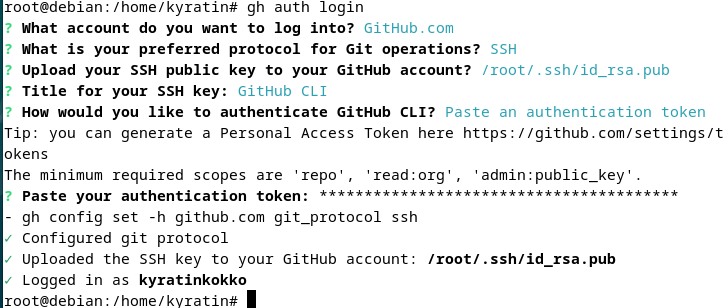 root@debian:/home/kyratin# gh auth login
? What account do you want to log into? GitHub.com
? What is your preferred protocol for Git operations? SSH
? Upload your SSH public key to your GitHub account? /root/.ssh/id_rsa.pub
? Title for your SSH key: GitHub CLI
? How would you like to authenticate GitHub CLI? Paste an authentication token
Tip: you can generate a Personal Access Token here https://github.com/settings/t
okens
The minimum required scopes are 'repo', 'read:org', 'admin:public_key'.
? Paste your authentication token: ****************************************
- gh config set -h github.com git_protocol ssh
✓ Configured git protocol
✓ Uploaded the SSH key to your GitHub account: /root/.ssh/id_rsa.pub
✓ Logged in as kyratinkokko
root@debian:/home/kyratin#